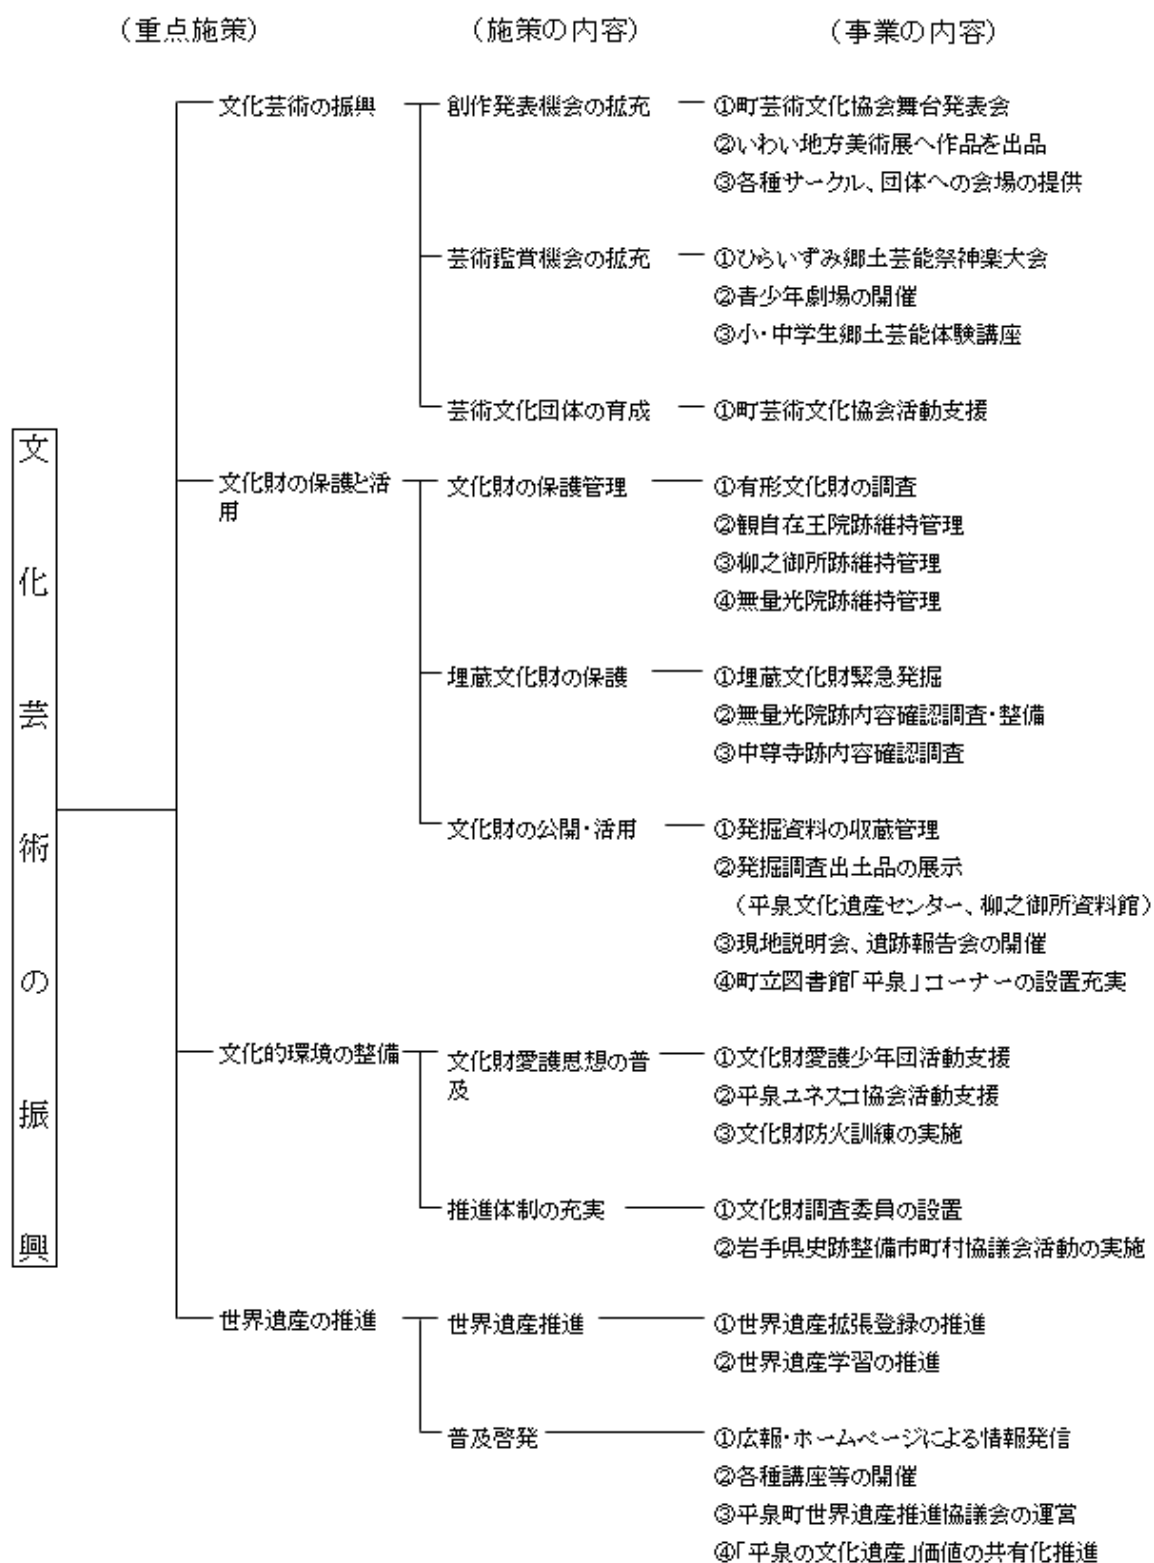 （重点施策）　（施策の内容）　（事業の内容）
文化芸術の振興
文化芸術の振興　創作発表機会の拡充　①町芸術文化協会舞台発表会
②いわい地方美術展へ作品を出品
③各種サークル、団体への会場の提供
芸術鑑賞機会の拡充　①ひらいずみ郷土芸能祭神楽大会
②青少年劇場の開催
③小・中学生郷土芸能体験講座
芸術文化団体の育成　①町芸術文化協会活動支援
文化財の保護と活
用
文化財の保護管理　①有形文化財の調査
②観自在王院跡維持管理
③柳之御所跡維持管理
④無量光院跡維持管理
埋蔵文化財の保護　①埋蔵文化財緊急発掘
②無量光院跡内容確認調査・整備
③中尊寺跡内容確認調査
文化財の公開・活用　①発掘資料の収蔵管理
②発掘調査出土品の展示
（平泉文化遺産センター、柳之御所資料館）
③現地説明会、遺跡報告会の開催
④町立図書館「平泉」コーナーの設置充実
文化的環境の整備
文化財愛護思想の普
及
①文化財愛護少年団活動支援
②平泉ユネスコ協会活動支援
③文化財防火訓練の実施
推進体制の充実　①文化財調査委員の設置
②岩手県史跡整備市町村協議会活動の実施
世界遺産の推進　世界遺産推進　①世界遺産拡張登録の推進
②世界遺産学習の推進
普及啓発　①広報・ホームページによる情報発信
②各種講座等の開催
③平泉町世界遺産推進協議会の運営
④「平泉の文化遺産」価値の共有化推進